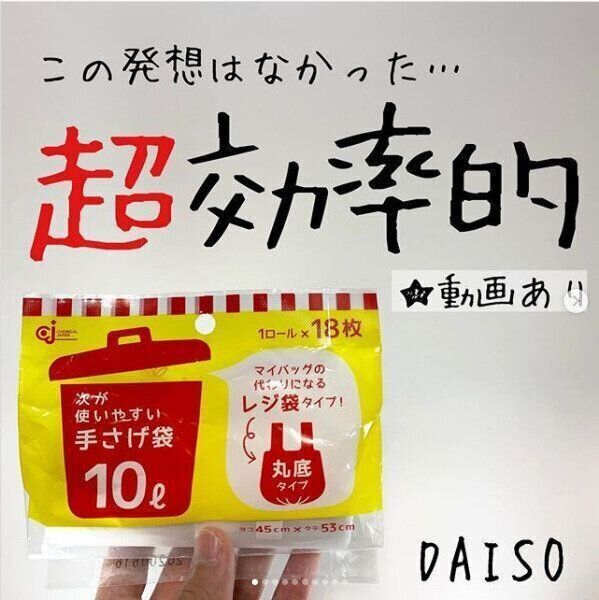 この発想はなかった…
超効率的
★動画あり
CHEMICAL JAPAN
1ロール×18枚
次が
使いやすい
手さげ袋
10ℓ
マイバッグの
代わりになる
レジ袋タイプ!
丸底
タイプ
ヨコ45cm×タテ53cm
DAISO